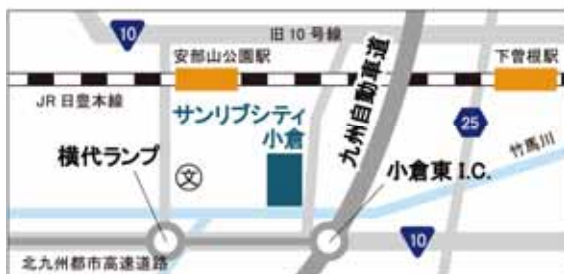 10
旧10号線
安部山公園駅
下曽根駅
JR日豊本線
九州自動車道
サンリブシティ
小倉
25
竹馬川
横代ランプ
文
小倉東 I.C.
10
北九州都市高速道路